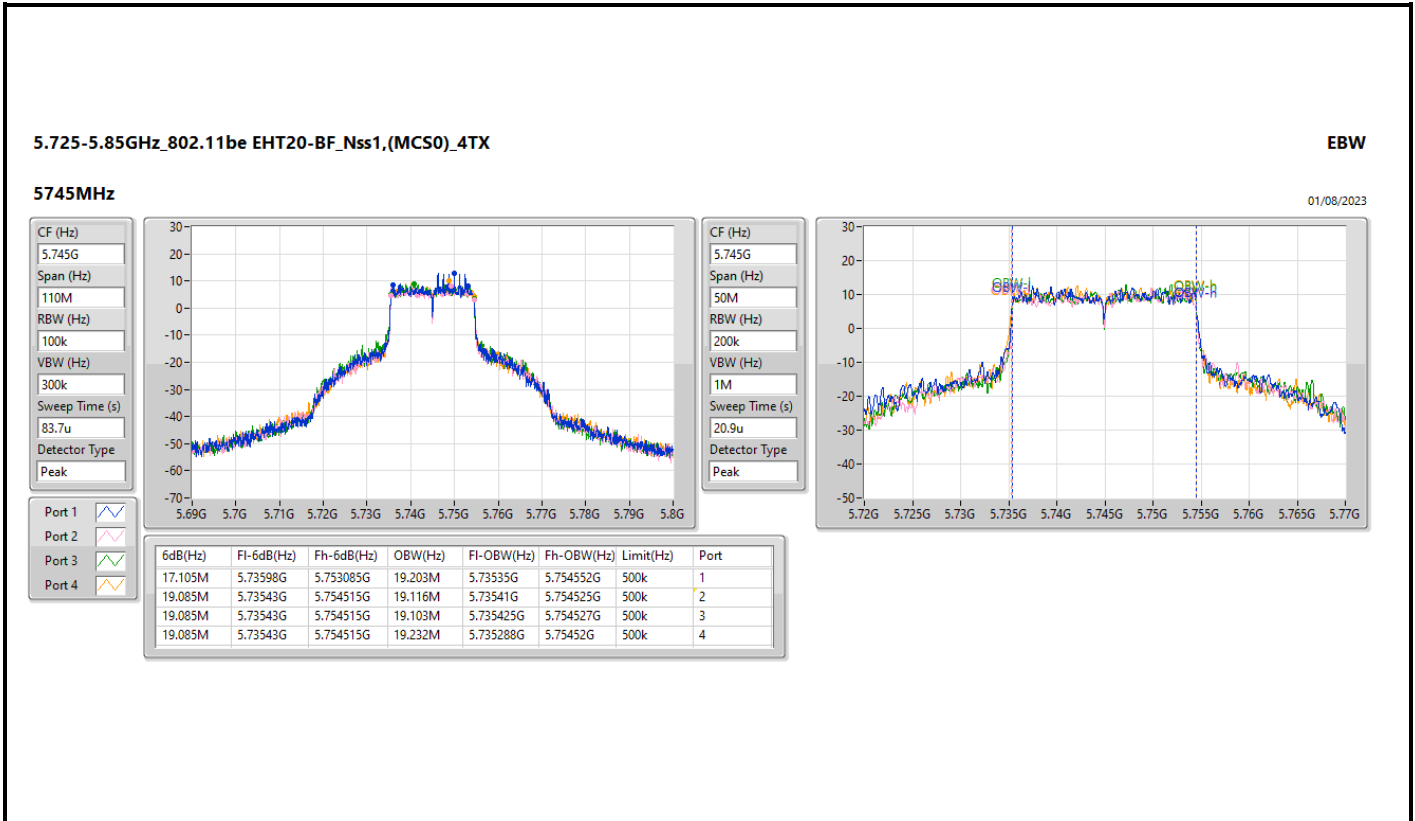 5.725-5.85GHz_802.11be EHT20-BF_Nss1,(MCS0)_4TX
EBW
5745MHz
01/08/2023
CF (Hz)
5.745G
Span (Hz)
110M
RBW (Hz)
100k
VBW (Hz)
300k
Sweep Time (s)
83.7u
Detector Type
Peak
30
20
10
0
-10
-20
-30
-40
-50
-60
-70
5.69G 5.7G 5.71G 5.72G 5.73G 5.74G 5.75G 5.76G 5.77G 5.78G 5.79G 5.8G
CF (Hz)
5.745G
Span (Hz)
50M
RBW (Hz)
200k
VBW (Hz)
1M
Sweep Time (s)
20.9u
Detector Type
Peak
30
20
10
0
-10
-20
-30
-40
-50
OBW-l
OBW-h
5.72G 5.725G 5.73G 5.735G 5.74G 5.745G 5.75G 5.755G 5.76G 5.765G 5.77G
Port 1
Port 2
Port 3
Port 4
6dB(Hz) Fl-6dB(Hz) Fh-6dB(Hz) OBW(Hz) Fl-OBW(Hz) Fh-OBW(Hz) Limit(Hz) Port
17.105M 5.73598G 5.753085G 19.203M 5.73535G 5.754552G 500k 1
19.085M 5.73543G 5.754515G 19.116M 5.73541G 5.754525G 500k 2
19.085M 5.73543G 5.754515G 19.103M 5.735425G 5.754527G 500k 3
19.085M 5.73543G 5.754515G 19.232M 5.735288G 5.75452G 500k 4